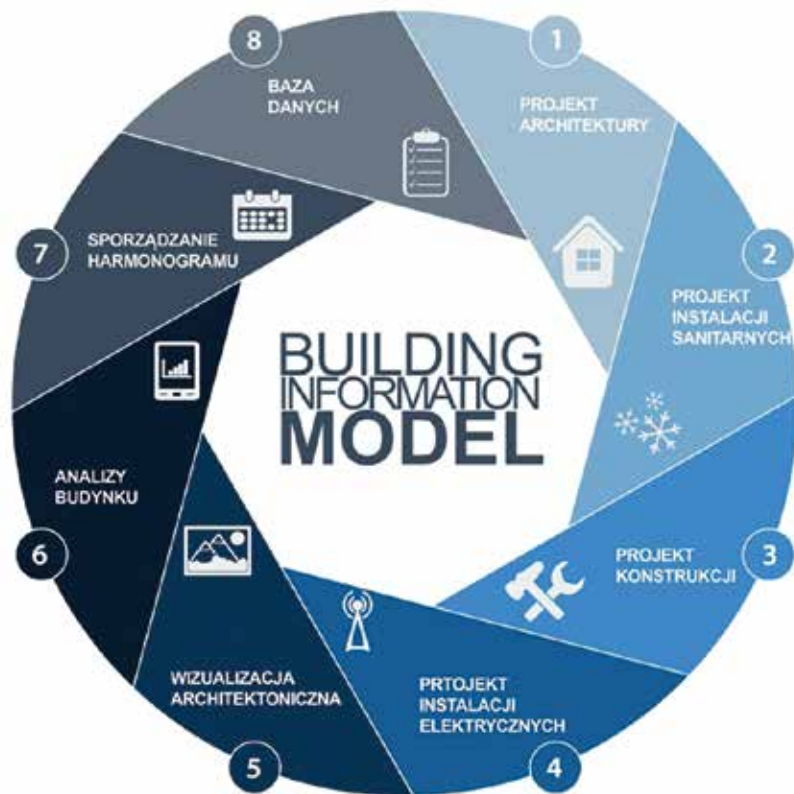 8
BAZA
DANYCH
1
PROJEKT
ARCHITEKTURY
7
SPORZĄDZANIE
HARMONOGRAMU
2
PROJEKT
INSTALACJI
SANITARNYCH
BUILDING
INFORMATION
MODEL
6
ANALIZY
BUDYNKU
3
PROJEKT
KONSTRUKCJI
5
WIZUALIZACJA
ARCHITEKTONICZNA
4
PRTOJEKT
INSTALACJI
ELEKTRYCZNYCH